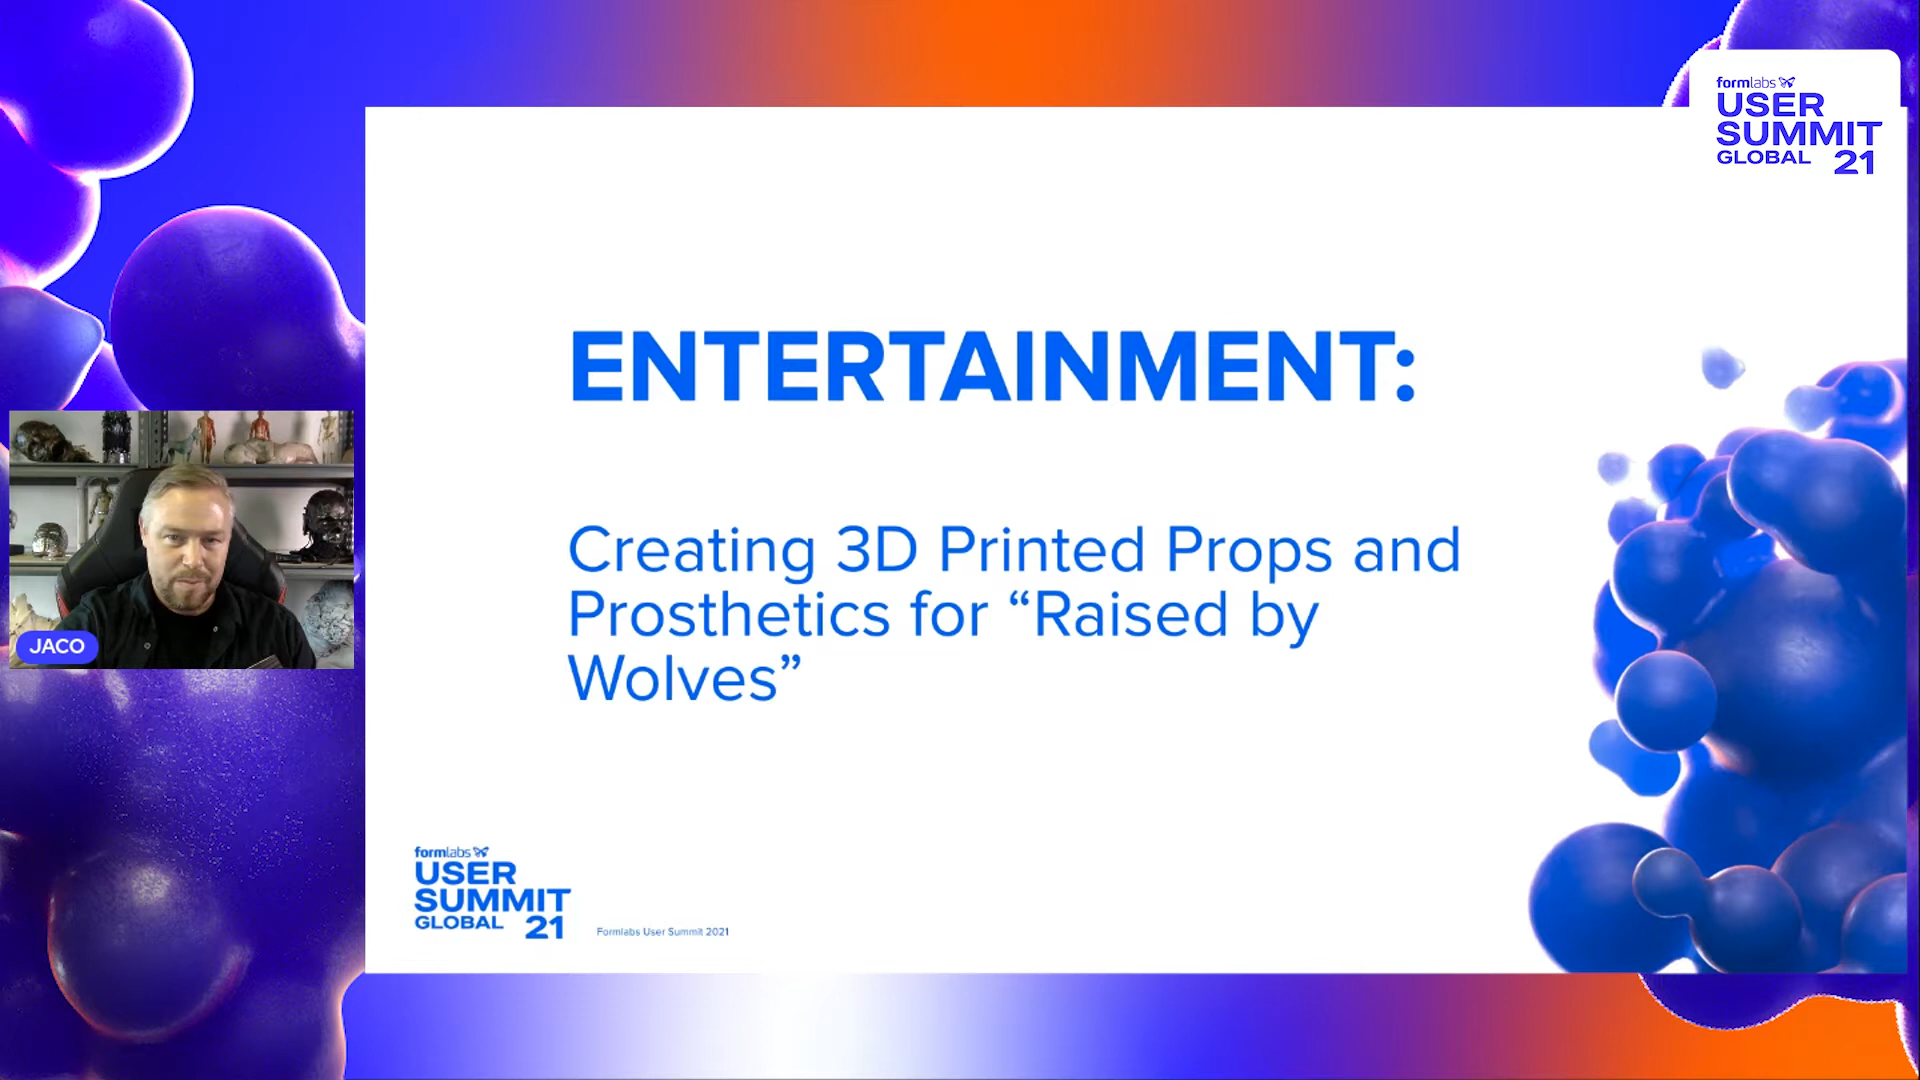 formlabs
USER
SUMMIT
GLOBAL 21
ENTERTAINMENT:
Creating 3D Printed Props and
Prosthetics for “Raised by
Wolves”
JACO
formlabs
USER
SUMMIT
GLOBAL 21
Formlabs User Summit 2021